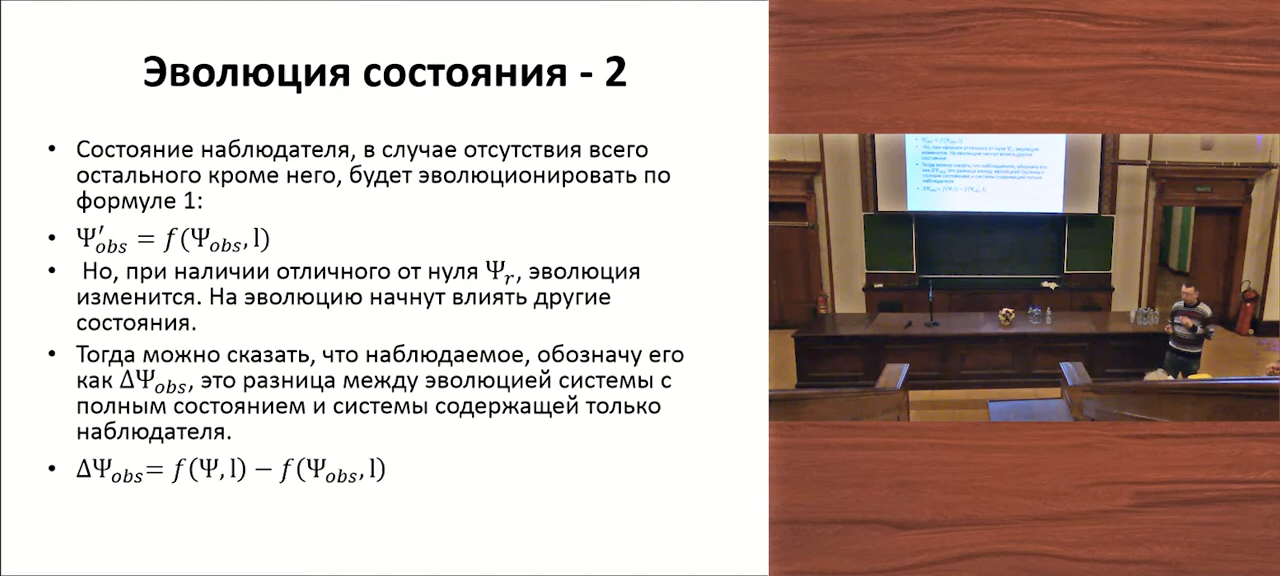 Эволюция состояния - 2
• Состояние наблюдателя, в случае отсутствия всего
остального кроме него, будет эволюционировать по
формуле 1:
• Ψ′obs = f(Ψobs, l)
• Но, при наличии отличного от нуля Ψr, эволюция
изменится. На эволюцию начнут влиять другие
состояния.
• Тогда можно сказать, что наблюдаемое, обозначу его
как ΔΨobs, это разница между эволюцией системы с
полным состоянием и системы содержащей только
наблюдателя.
• ΔΨobs= f(Ψ, l) − f(Ψobs, l)